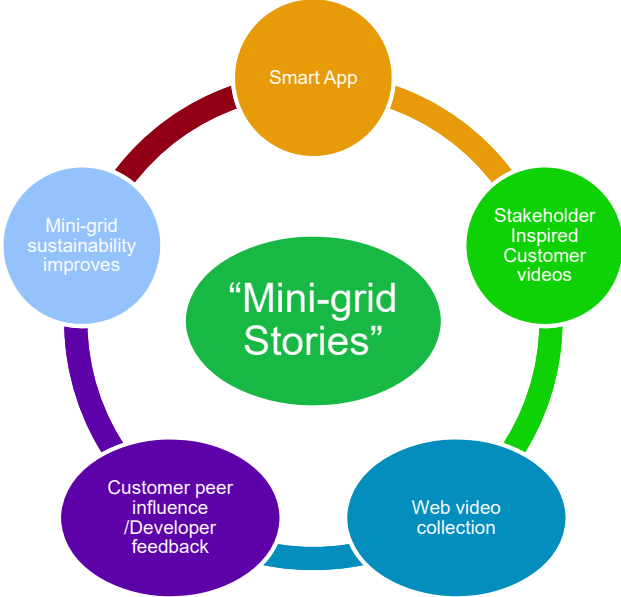 Smart App
Stakeholder
Inspired
Customer
videos
Web video
collection
Customer peer
influence
/Developer
feedback
Mini-grid
sustainability
improves
“Mini-grid
Stories”